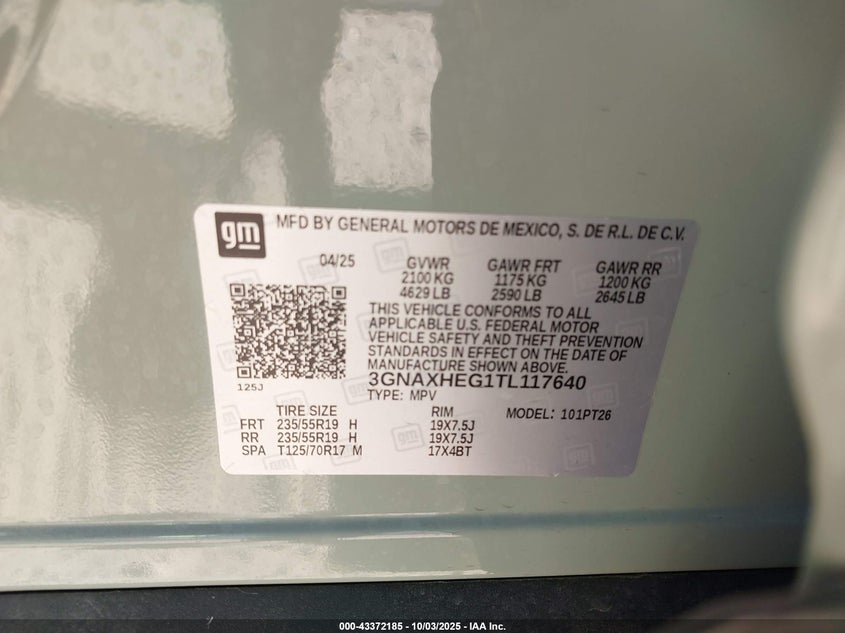 gm
MFD BY GENERAL MOTORS DE MEXICO, S. DE R.L. DE C.V.
04/25 GVWR GAWR FRT GAWR RR
2100 KG 1175 KG 1200 KG
4629 LB 2590 LB 2645 LB
THIS VEHICLE CONFORMS TO ALL
APPLICABLE U.S. FEDERAL MOTOR
VEHICLE SAFETY AND THEFT PREVENTION
STANDARDS IN EFFECT ON THE DATE OF
MANUFACTURE SHOWN ABOVE.
125J
3GNAXHEG1TL117640
TYPE: MPV
TIRE SIZE RIM MODEL: 101PT26
FRT 235/55R19 H 19X7.5J
RR 235/55R19 H 19X7.5J
SPA T125/70R17 M 17X4BT
000-43372185 - 10/03/2025 - IAA Inc.